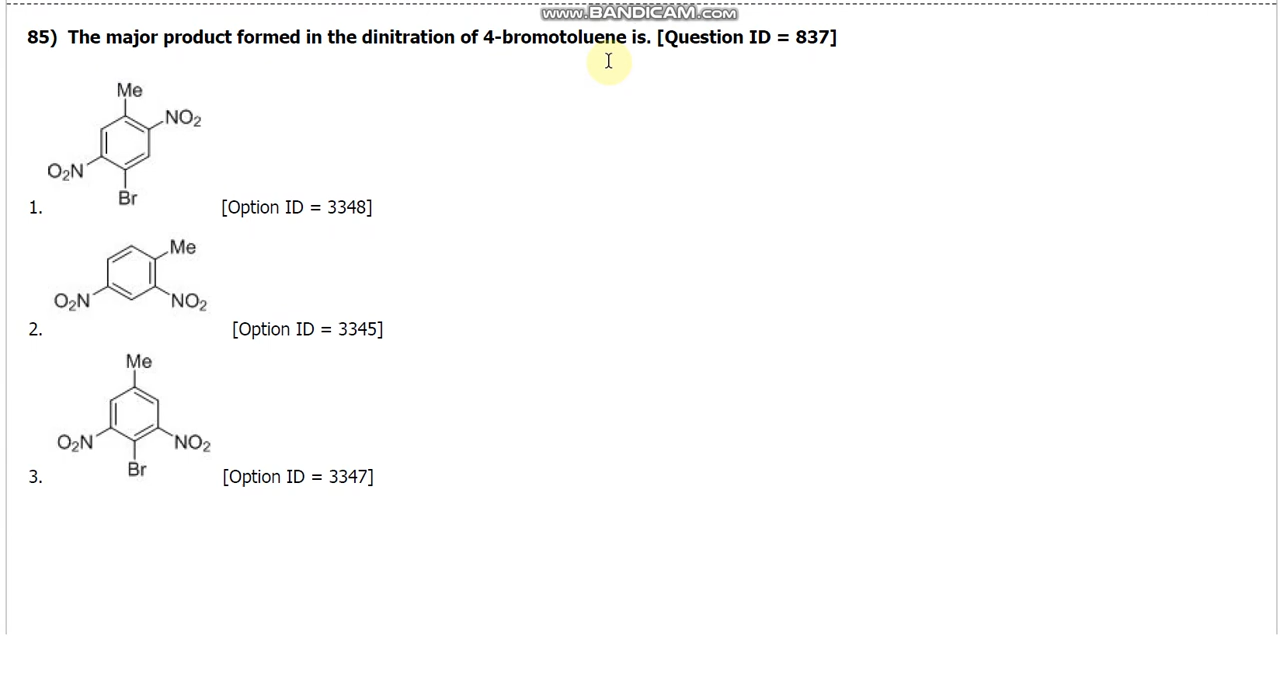 www.BANDICAM.com
85) The major product formed in the dinitration of 4-bromotoluene is. [Question ID = 837]
Me
NO2
O2N
Br
1. [Option ID = 3348]
Me
O2N NO2
2. [Option ID = 3345]
Me
O2N NO2
Br
3. [Option ID = 3347]